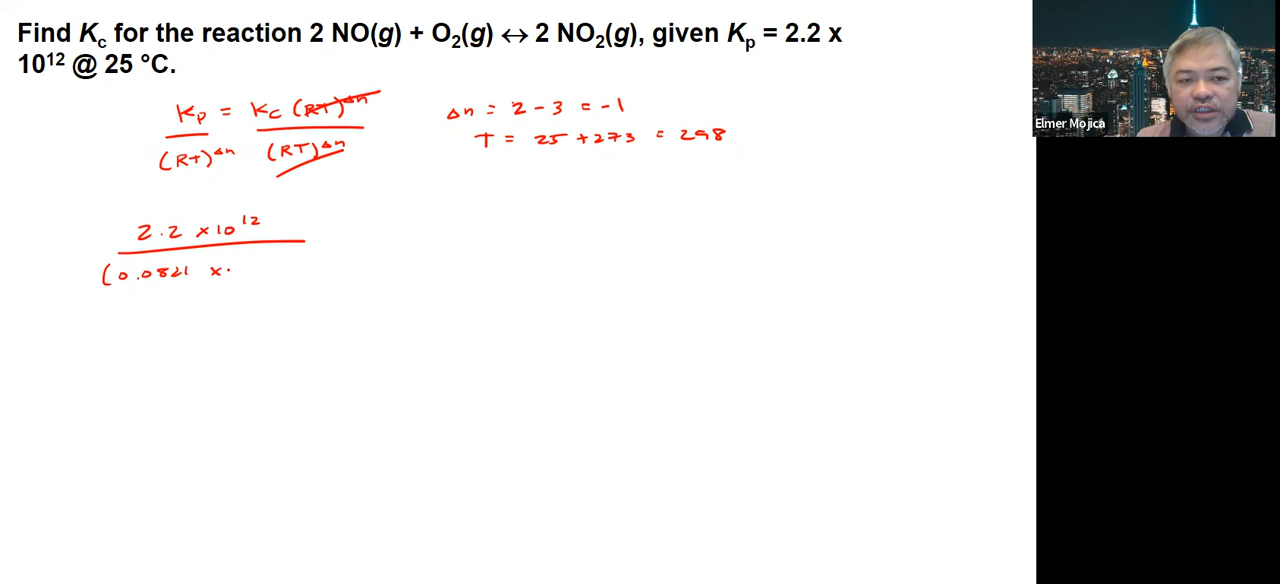 Find Kc for the reaction 2 NO(g) + O2(g) ↔ 2 NO2(g), given Kp = 2.2 x
10¹² @ 25 °C.
Kp = Kc (RT)^Δn
(RT)^Δn (RT)^Δn
Δn = 2 - 3 = -1
T = 25 + 273 = 298
2.2 x 10¹²
(0.0821 x
Elmer Mojica